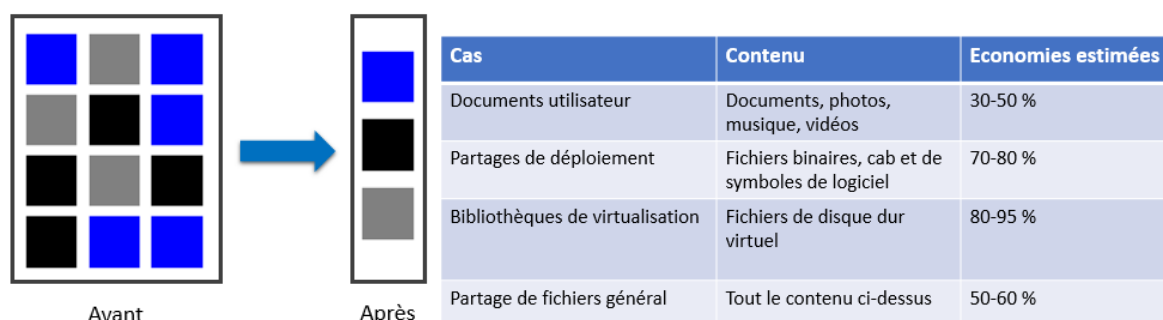 Avant
Après
Cas Contenu Economies estimées
Documents utilisateur Documents, photos, musique, vidéos 30-50 %
Partages de déploiement Fichiers binaires, cab et de symboles de logiciel 70-80 %
Bibliothèques de virtualisation Fichiers de disque dur virtuel 80-95 %
Partage de fichiers général Tout le contenu ci-dessus 50-60 %